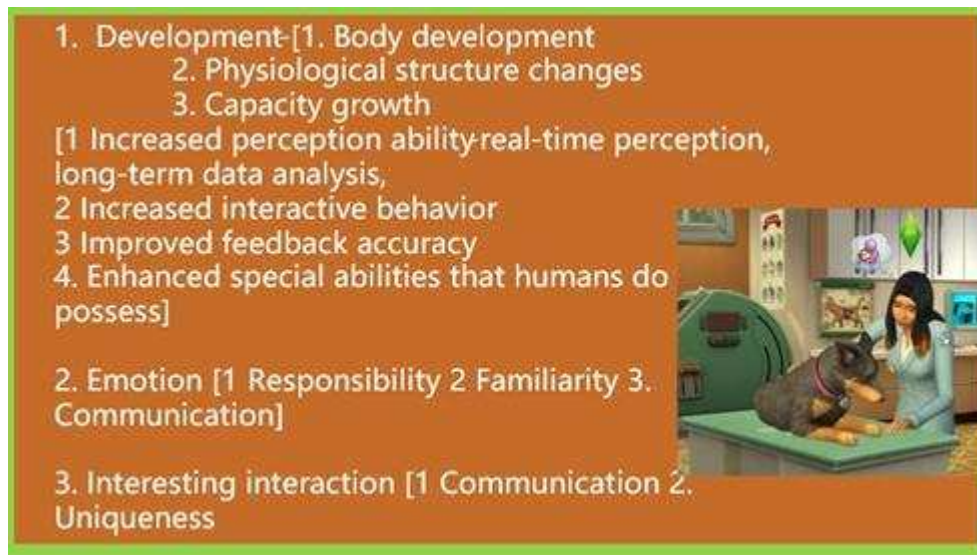 1. Development-[1. Body development
2. Physiological structure changes
3. Capacity growth
[1 Increased perception ability-real-time perception,
long-term data analysis,
2 Increased interactive behavior
3 Improved feedback accuracy
4. Enhanced special abilities that humans do
possess]
2. Emotion [1 Responsibility 2 Familiarity 3.
Communication]
3. Interesting interaction [1 Communication 2.
Uniqueness